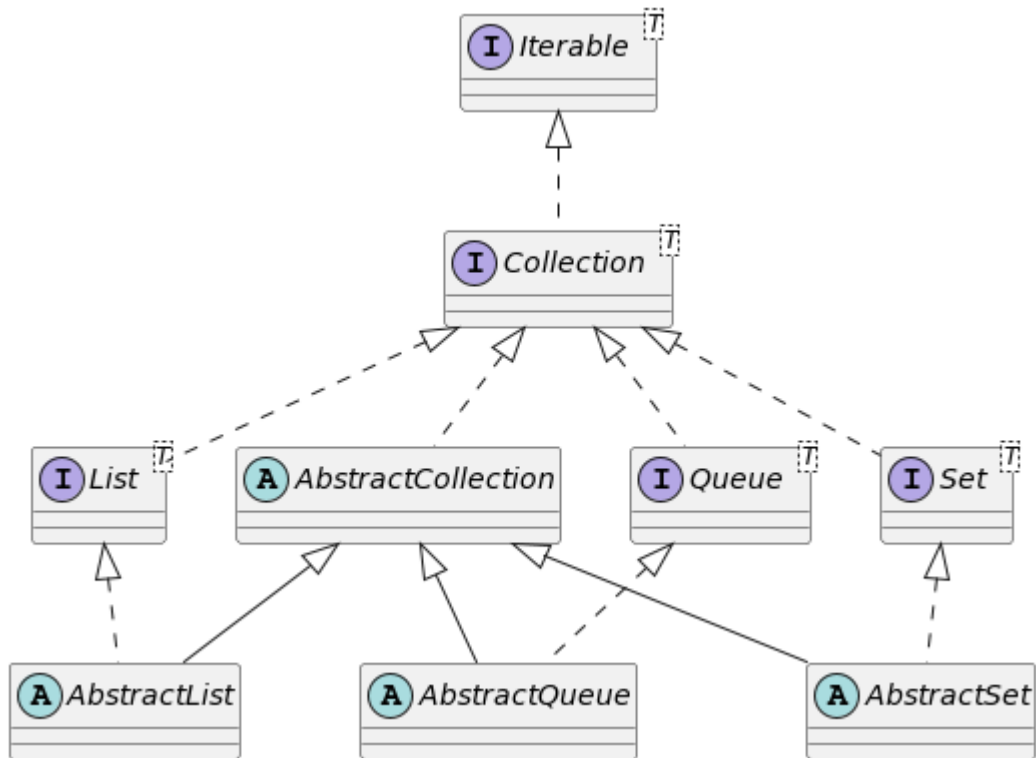 T
I Iterable
T
I Collection
T
I List
A AbstractCollection
T
I Queue
T
I Set
A AbstractList
A AbstractQueue
A AbstractSet